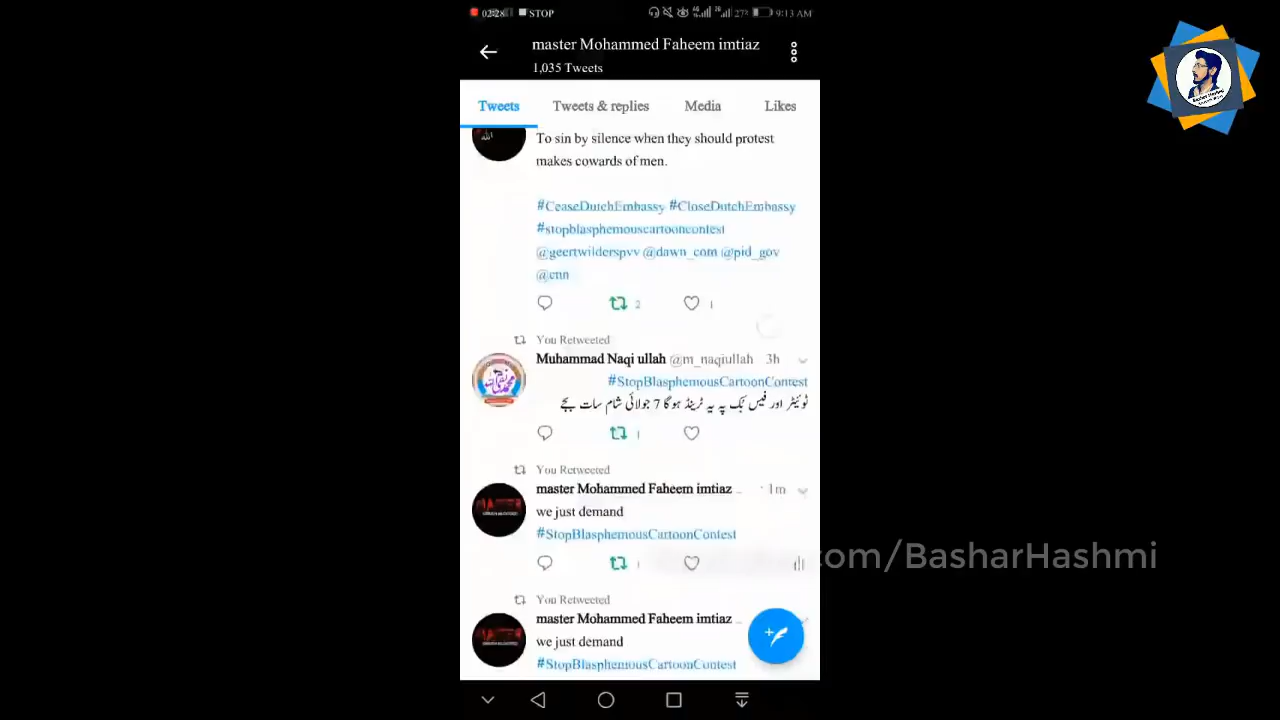 02:28 STOP 27% 9:13 AM
master Mohammed Faheem imtiaz
1,035 Tweets
Tweets Tweets & replies Media Likes
To sin by silence when they should protest
makes cowards of men.
#CeaseDutchEmbassy #CloseDutchEmbassy
#stopblasphemouscartooncontest
@geertwilderspvv @dawn_com @pid_gov
@cnn
2 1
You Retweeted
Muhammad Naqi ullah @m_naqiullah 3h
#StopBlasphemousCartoonContest
ٹوئیٹر اور فیس بک پہ یہ ٹرینڈ ہوگا 7 جولائی شام سات بجے
1
You Retweeted
master Mohammed Faheem imtiaz 1m
we just demand
#StopBlasphemousCartoonContest
1
.com/BasharHashmi
You Retweeted
master Mohammed Faheem imtiaz
we just demand
#StopBlasphemousCartoonContest